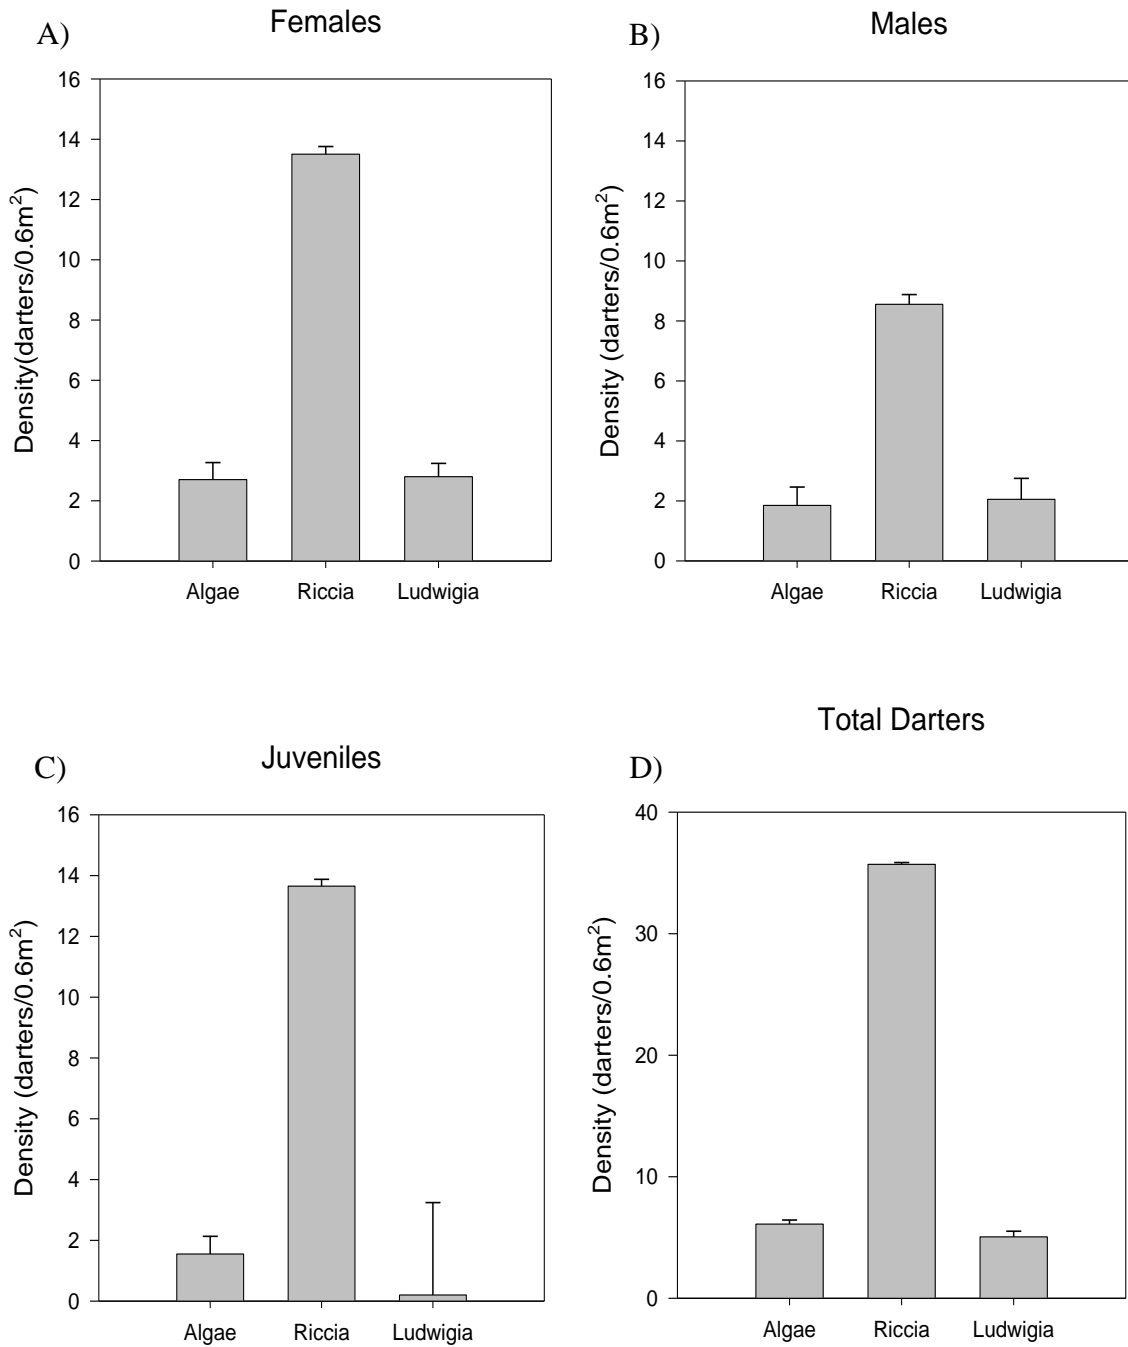 A)
Females
16
14
12
10
8
6
4
2
0
Density(darters/0.6m²)
Algae Riccia Ludwigia
B)
Males
16
14
12
10
8
6
4
2
0
Density (darters/0.6m²)
Algae Riccia Ludwigia
C)
Juveniles
16
14
12
10
8
6
4
2
0
Density (darters/0.6m²)
Algae Riccia Ludwigia
D)
Total Darters
40
30
20
10
0
Density (darters/0.6m²)
Algae Riccia Ludwigia